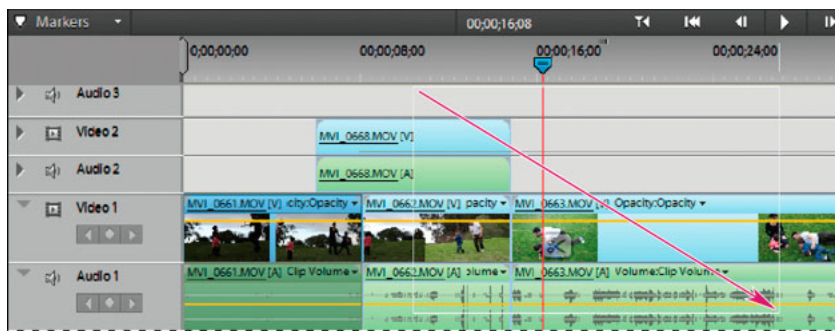 Markers
00;00;16;08
0;00;00;00 00;00;08;00 00;00;16;00 00;00;24;00
Audio 3
Video 2
MVI_0668.MOV [V]
Audio 2
MVI_0668.MOV [A]
Video 1
MVI_0661.MOV [V] :city:Opacity MVI_0662.MOV [V] pacity MVI_0663.MOV [V] Opacity:Opacity
Audio 1
MVI_0661.MOV [A] Clip Volume MVI_0662.MOV [A] olume MVI_0663.MOV [A] Volume:Clip Volume